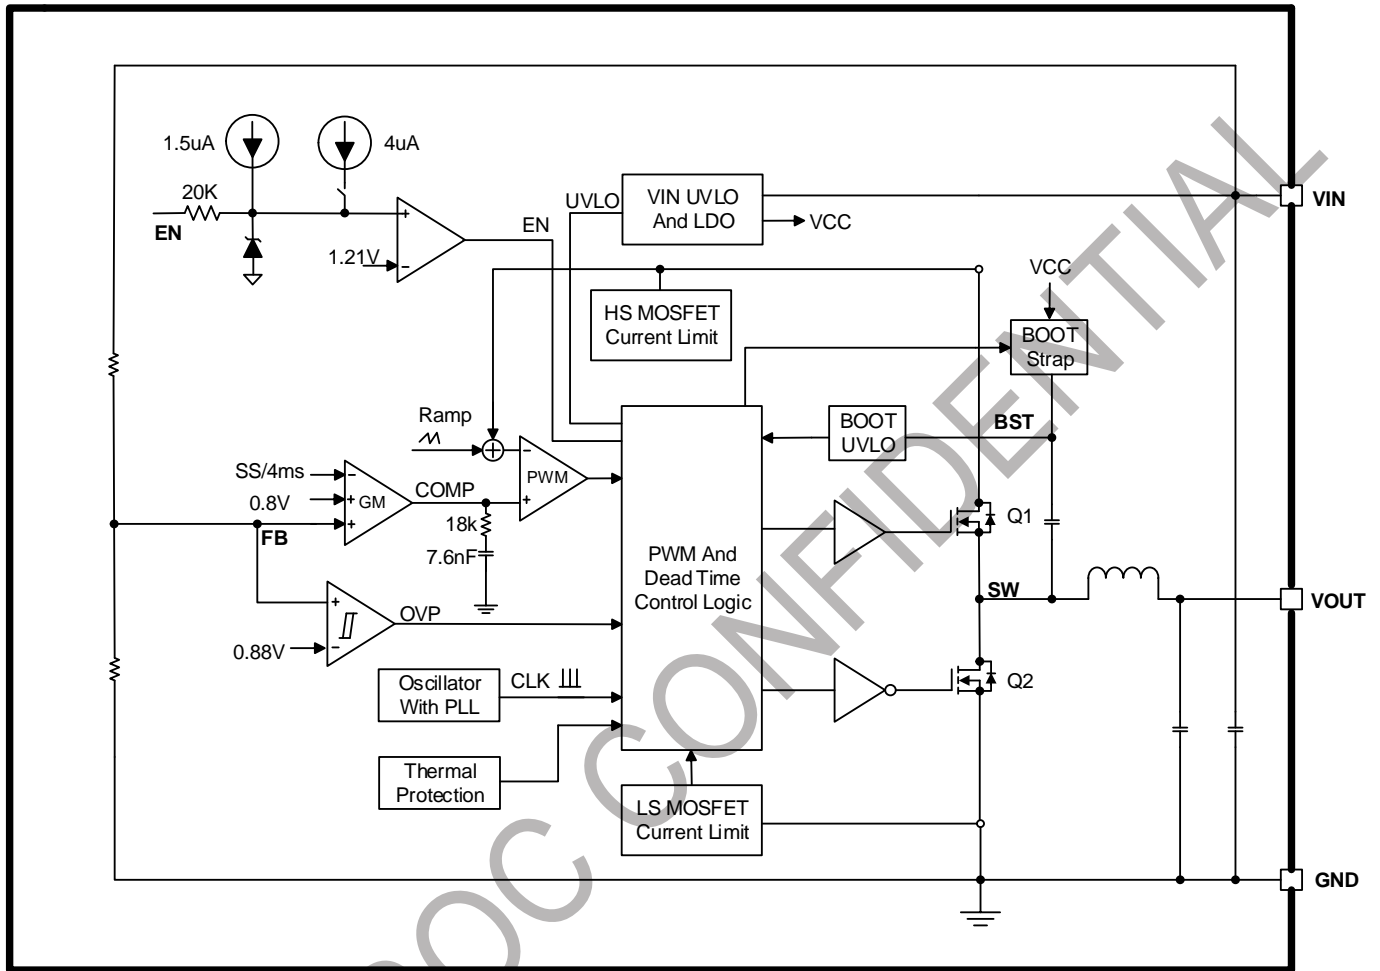 1.5uA
4uA
20K
EN
1.21V
EN
UVLO
VIN UVLO
And LDO
VCC
VIN
HS MOSFET
Current Limit
VCC
BOOT
Strap
Ramp
BOOT
UVLO
BST
SS/4ms
0.8V
GM
COMP
PWM
18k
7.6nF
FB
PWM And
Dead Time
Control Logic
Q1
SW
VOUT
OVP
0.88V
Oscillator
With PLL
CLK
Q2
Thermal
Protection
LS MOSFET
Current Limit
GND
OC CONFIDENTIAL